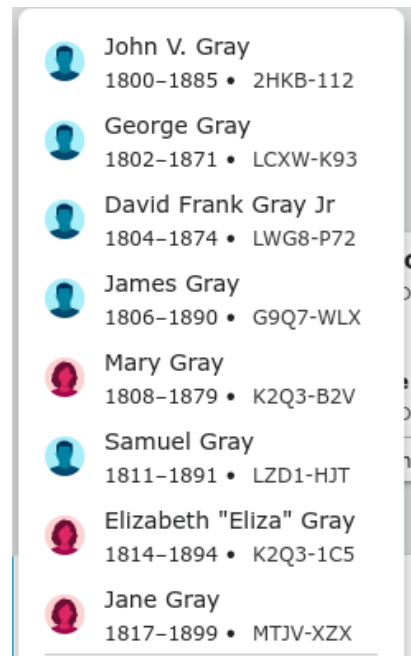 John V. Gray
1800–1885 • 2HKB-112
George Gray
1802–1871 • LCXW-K93
David Frank Gray Jr
1804–1874 • LWG8-P72
James Gray
1806–1890 • G9Q7-WLX
Mary Gray
1808–1879 • K2Q3-B2V
Samuel Gray
1811–1891 • LZD1-HJT
Elizabeth "Eliza" Gray
1814–1894 • K2Q3-1C5
Jane Gray
1817–1899 • MTJV-XZX